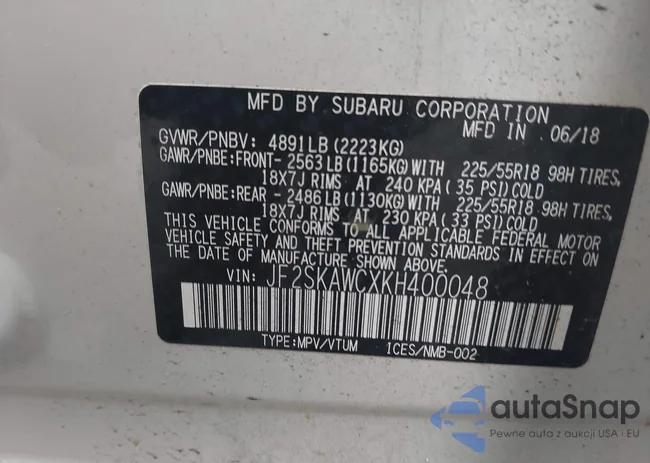 MFD BY SUBARU CORPORATION
MFD IN 06/18
GVWR/PNBV: 4891LB (2223KG)
GAWR/PNBE:FRONT- 2563LB (1165KG)WITH 225/55R18 98H TIRES,
18X7J RIMS AT 240 KPA( 35 PSI) COLD
GAWR/PNBE:REAR - 2486LB (1130KG)WITH 225/55R18 98H TIRES,
18X7J RIMS AT 230 KPA( 33 PSI) COLD
THIS VEHICLE CONFORMS TO ALL APPLICABLE FEDERAL MOTOR
VEHICLE SAFETY AND THEFT PREVENTION STANDARDS IN EFFECT ON
THE DATE OF MANUFACTURE SHOWN ABOVE.
VIN: JF2SKAWCXKH400048
TYPE:MPV/VTUM ICES/NMB-002
autaSnap
Pewne auta z aukcji USA i EU